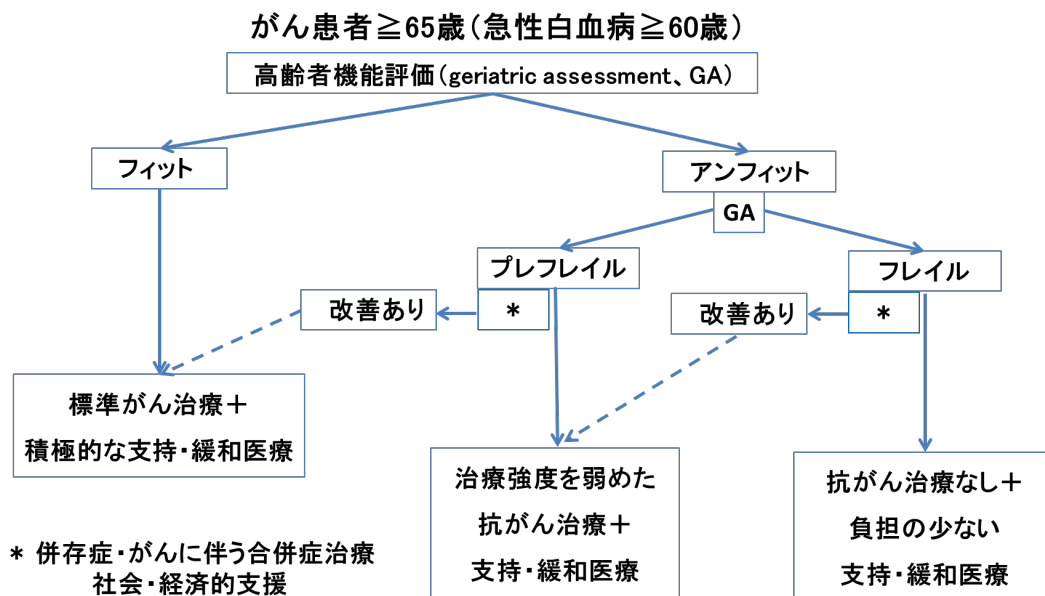 がん患者≧65歳(急性白血病≧60歳)
高齢者機能評価(geriatric assessment、GA)
フィット
アンフィット
GA
プレフレイル
フレイル
改善あり
*
改善あり
*
標準がん治療+
積極的な支持・緩和医療
治療強度を弱めた
抗がん治療+
支持・緩和医療
抗がん治療なし+
負担の少ない
支持・緩和医療
* 併存症・がんに伴う合併症治療
社会・経済的支援